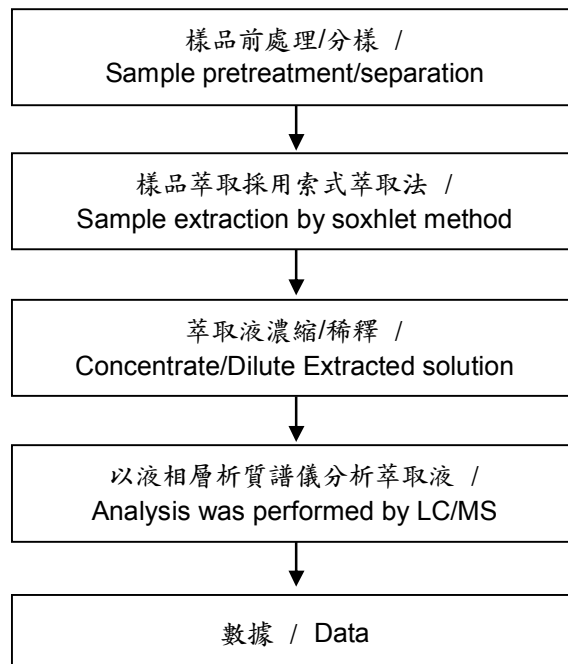 樣品前處理/分樣 /
Sample pretreatment/separation
樣品萃取採用索式萃取法 /
Sample extraction by soxhlet method
萃取液濃縮/稀釋 /
Concentrate/Dilute Extracted solution
以液相層析質譜儀分析萃取液 /
Analysis was performed by LC/MS
數據 / Data